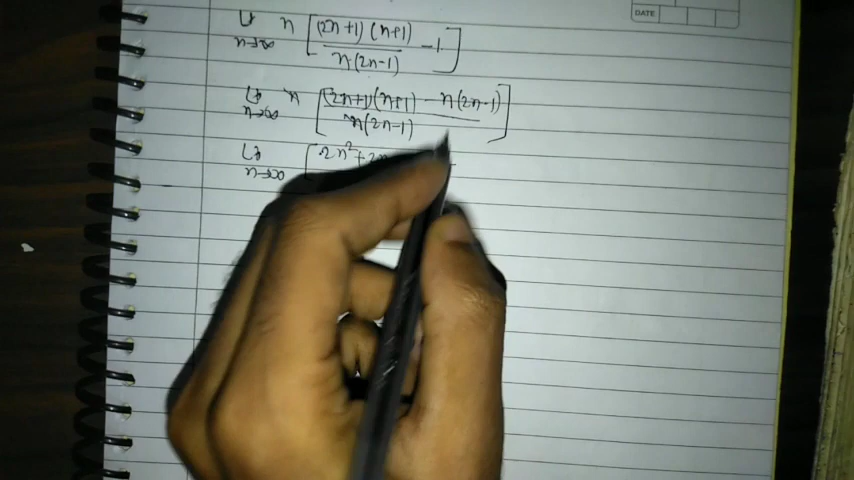 DATE
lt n→∞ n [ (2n+1)(n+1) / n(2n-1) - 1 ]
lt n→∞ n [ (2n+1)(n+1) - n(2n-1) / n(2n-1) ]
lt n→∞ [ 2n² + 2n